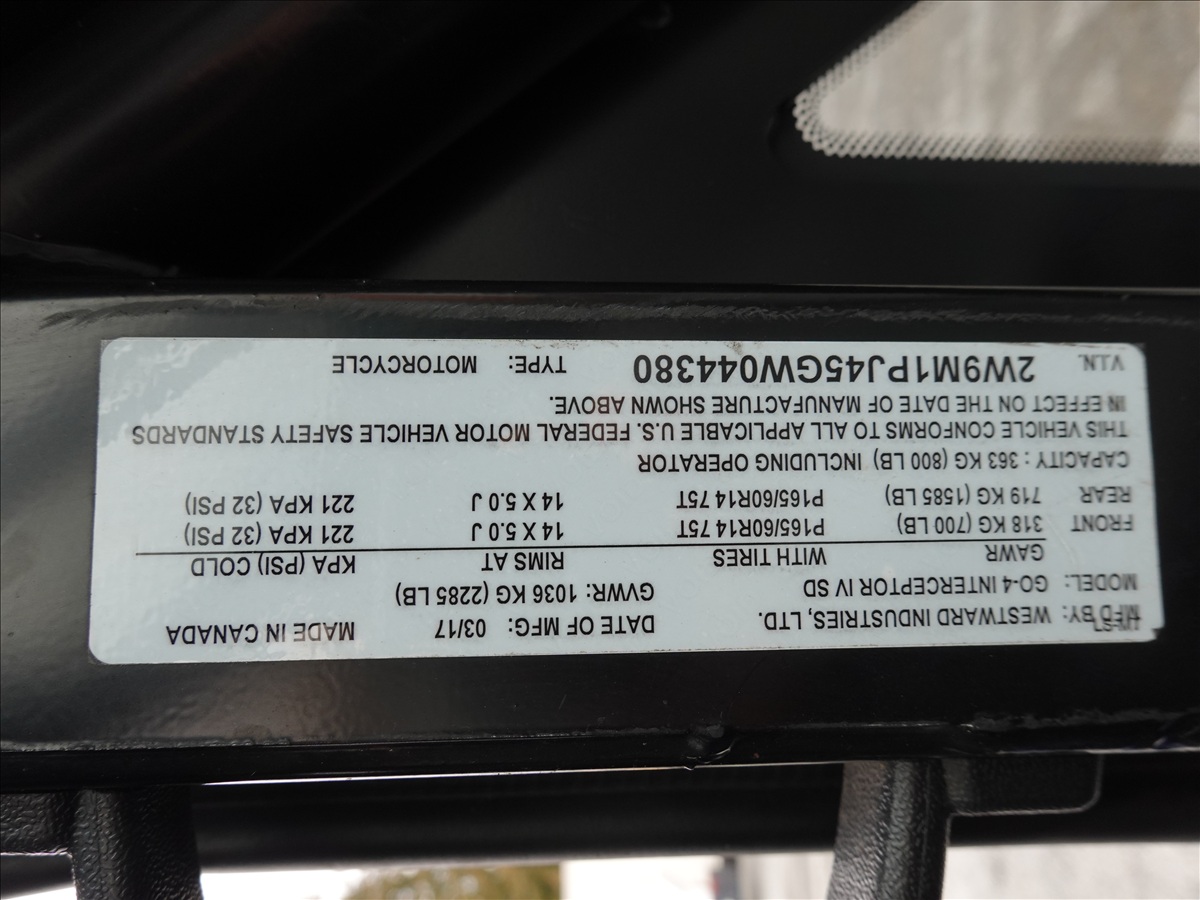 MFD BY: WESTWARD INDUSTRIES, LTD. DATE OF MFG: 03/17 MADE IN CANADA
MODEL: GO-4 INTERCEPTOR IV SD GVWR: 1036 KG (2285 LB)
GAWR WITH TIRES RIMS AT KPA (PSI) COLD
FRONT 318 KG (700 LB) P165/60R14 75T 14 X 5.0 J 221 KPA (32 PSI)
REAR 719 KG (1585 LB) P165/60R14 75T 14 X 5.0 J 221 KPA (32 PSI)
CAPACITY : 363 KG (800 LB) INCLUDING OPERATOR
THIS VEHICLE CONFORMS TO ALL APPLICABLE U.S. FEDERAL MOTOR VEHICLE SAFETY STANDARDS
IN EFFECT ON THE DATE OF MANUFACTURE SHOWN ABOVE.
V.I.N. 2W9M1PJ45GW044380 TYPE: MOTORCYCLE